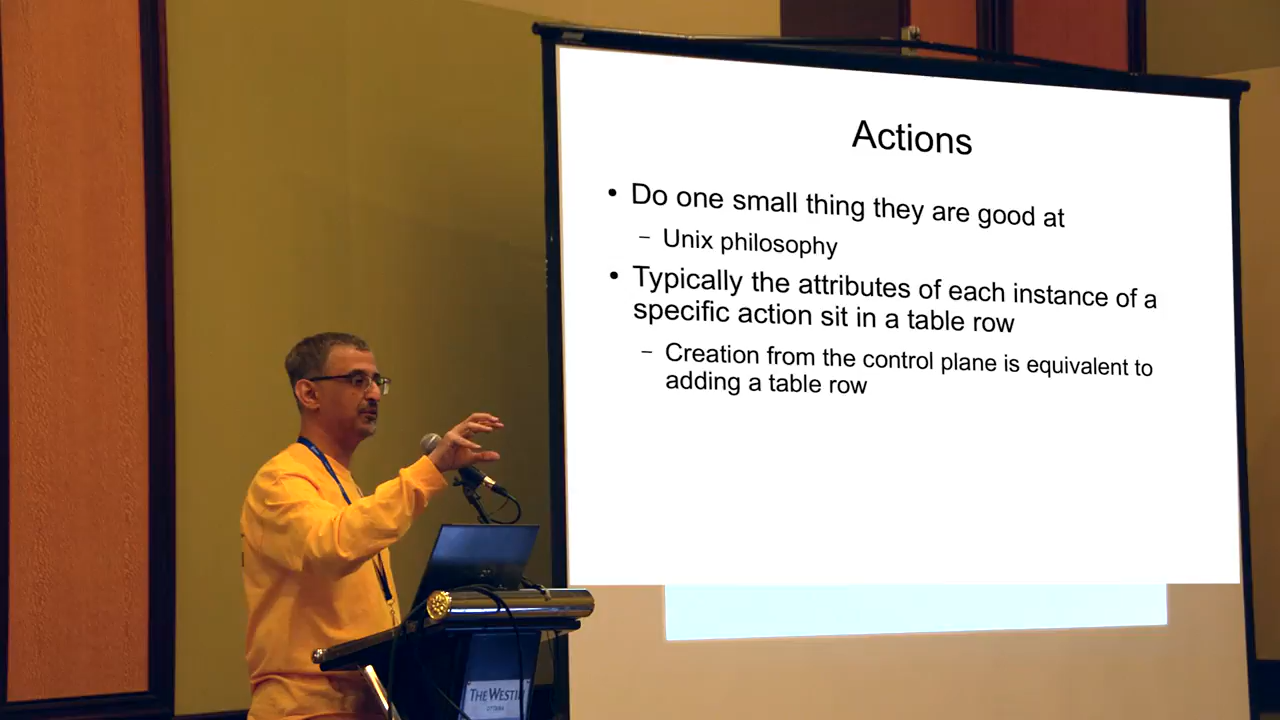 Actions
• Do one small thing they are good at
– Unix philosophy
• Typically the attributes of each instance of a
specific action sit in a table row
– Creation from the control plane is equivalent to
adding a table row
THE WESTIN
OTTAWA